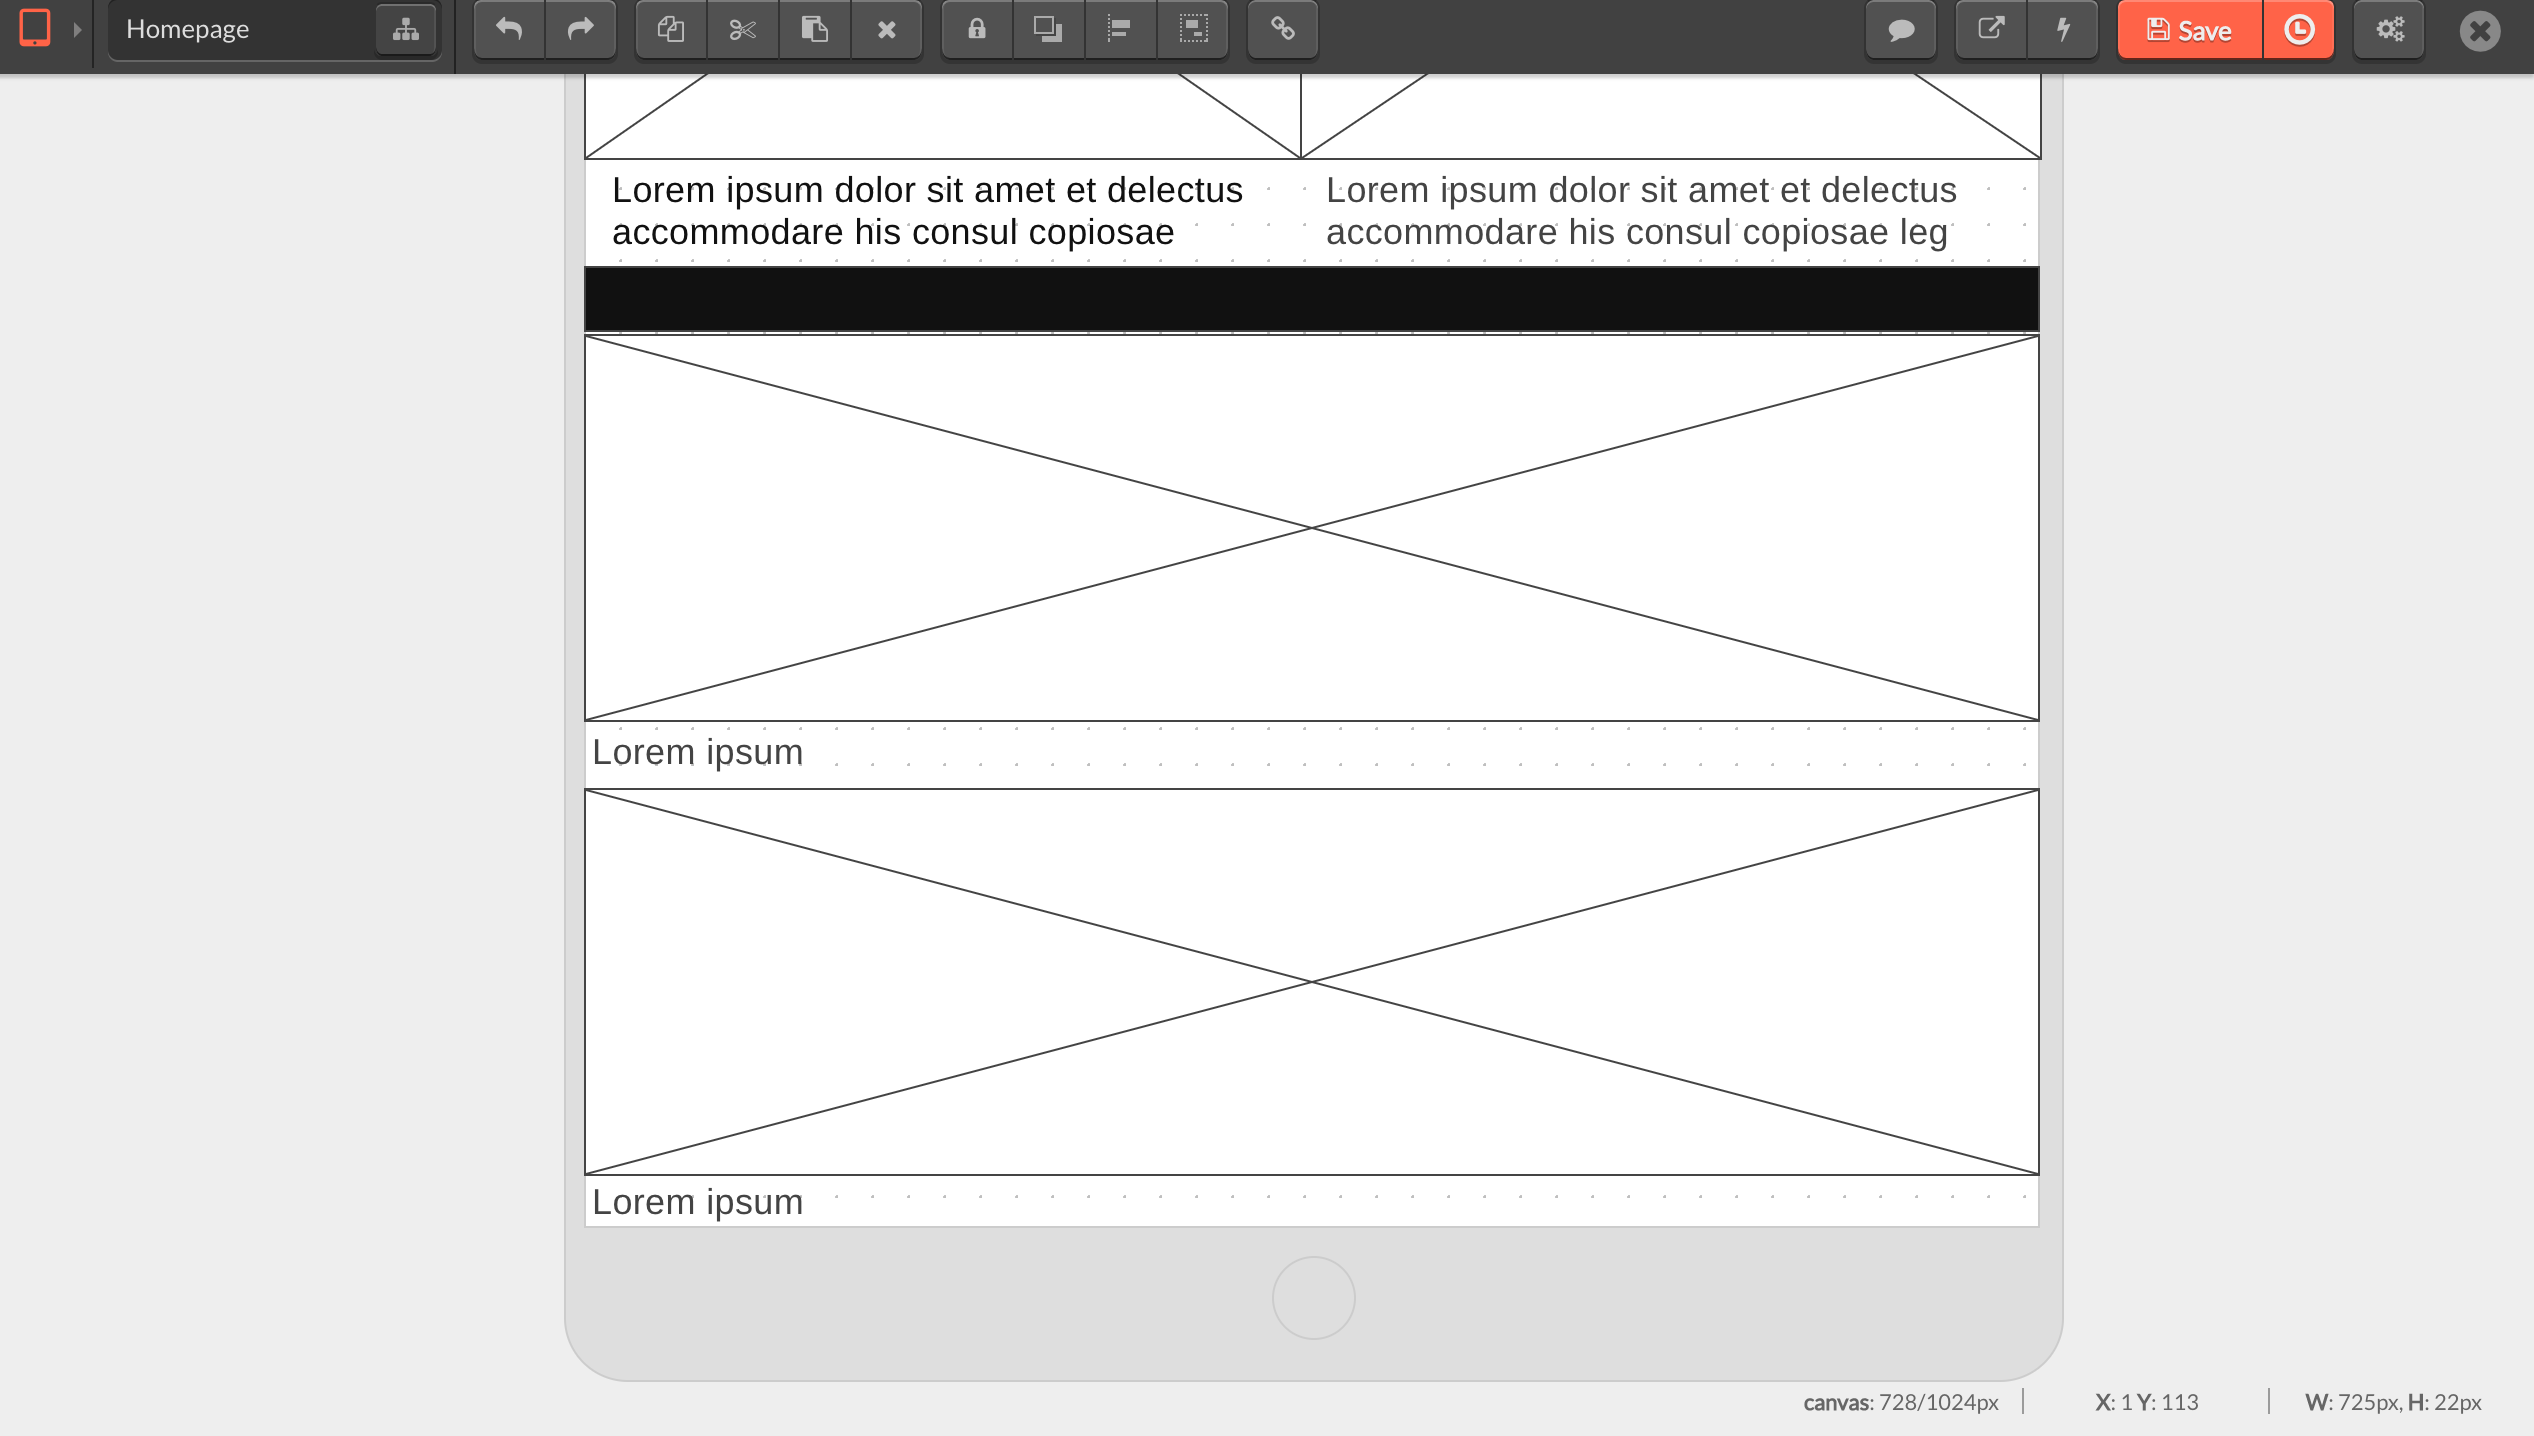 Homepage
Save
Lorem ipsum dolor sit amet et delectus
accommodare his consul copiosae
Lorem ipsum dolor sit amet et delectus
accommodare his consul copiosae leg
Lorem ipsum
Lorem ipsum
canvas: 728/1024px
X: 1 Y: 113
W: 725px, H: 22px